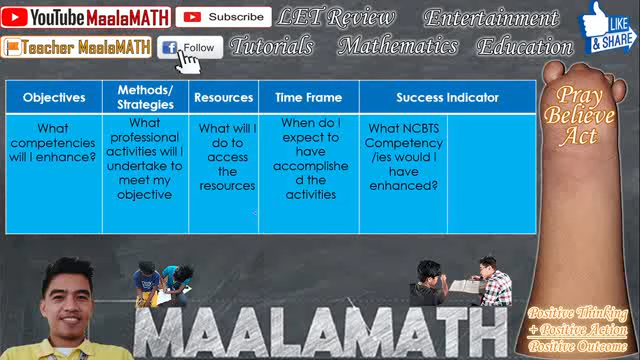 YouTube MaalaMATH
Subscribe
LET Review
Entertainment
LIKE
& SHARE
Teacher MaalaMATH
Follow
Tutorials
Mathematics
Education
Objectives
Methods/
Strategies
Resources
Time Frame
Success Indicator
What
competencies
will I enhance?
What
professional
activities will I
undertake to
meet my
objective
What will I
do to
access
the
resources
When do I
expect to
have
accomplishe
d the
activities
What NCBTS
Competency
/ies would I
have
enhanced?
Pray
Believe
Act
MAALAMATH
Positive Thinking
+ Positive Action
Positive Outcome